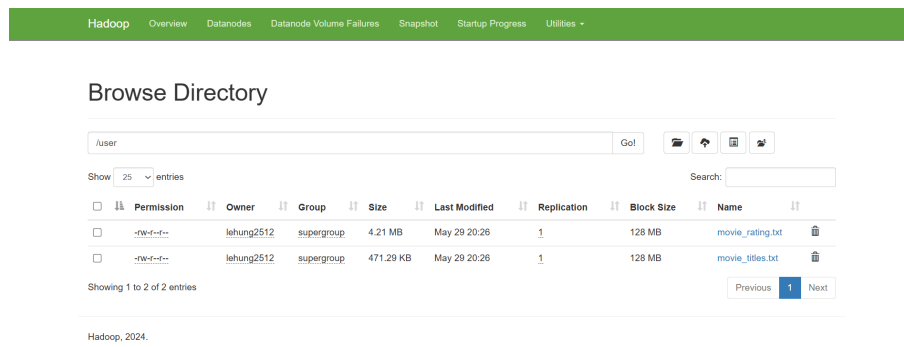 Hadoop Overview Datanodes Datanode Volume Failures Snapshot Startup Progress Utilities
Browse Directory
/user Go!
Show 25 entries Search:
Permission Owner Group Size Last Modified Replication Block Size Name
-rw-r--r-- lehung2512 supergroup 4.21 MB May 29 20:26 1 128 MB movie_rating.txt
-rw-r--r-- lehung2512 supergroup 471.29 KB May 29 20:26 1 128 MB movie_titles.txt
Showing 1 to 2 of 2 entries Previous 1 Next
Hadoop, 2024.